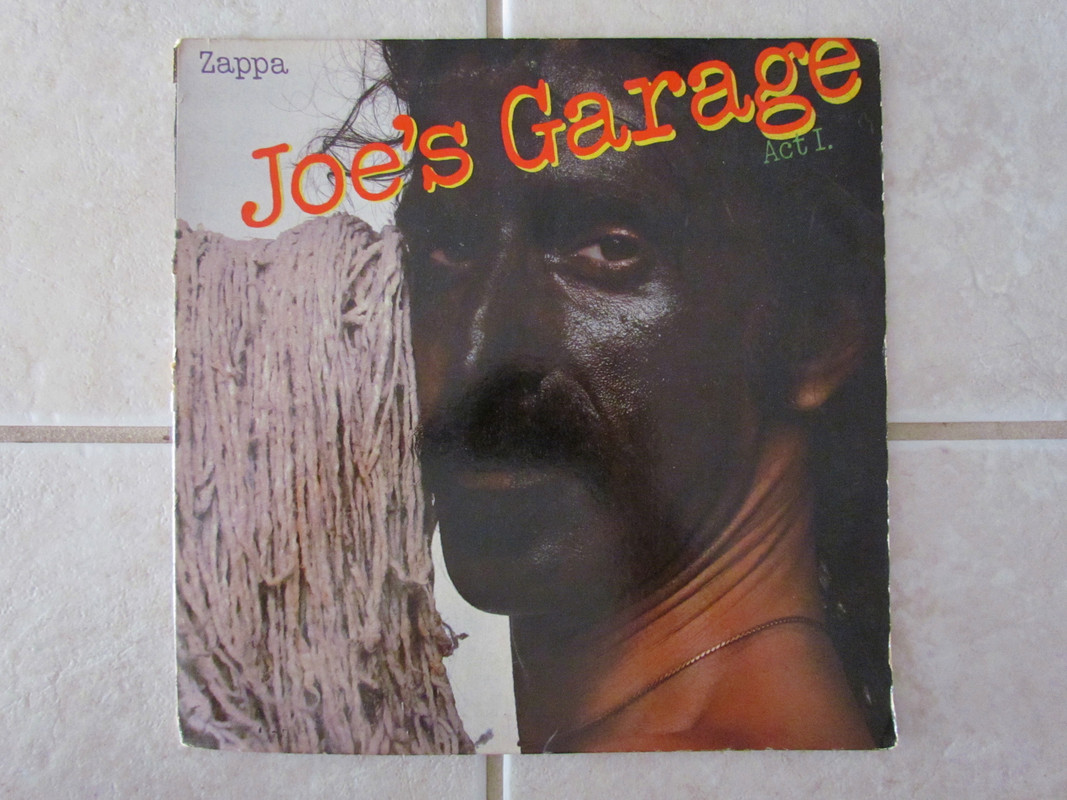 Zappa
Joe's Garage
Act I.